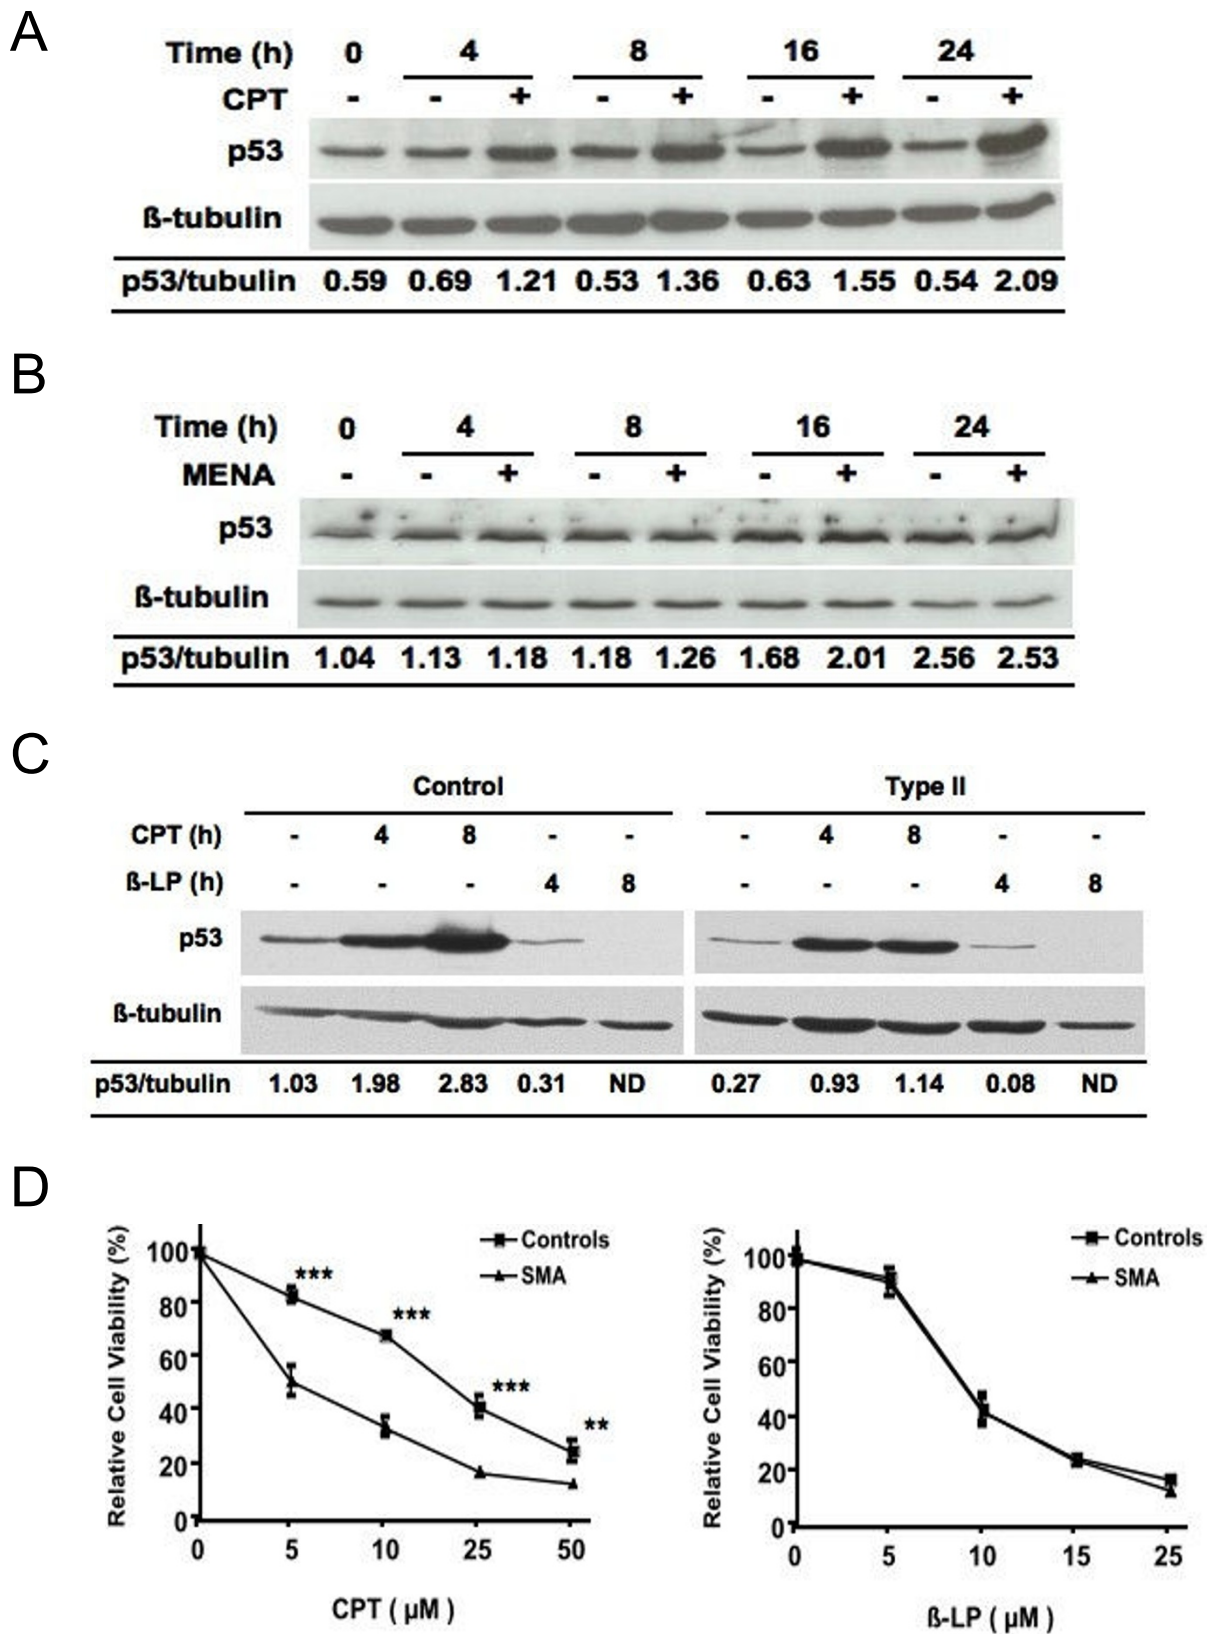 A
Time (h) 0 4 8 16 24
CPT - - + - + - + - +
p53
ß-tubulin
p53/tubulin 0.59 0.69 1.21 0.53 1.36 0.63 1.55 0.54 2.09
B
Time (h) 0 4 8 16 24
MENA - - + - + - + - +
p53
ß-tubulin
p53/tubulin 1.04 1.13 1.18 1.18 1.26 1.68 2.01 2.56 2.53
C
Control Type II
CPT (h) - 4 8 - - - 4 8 - -
ß-LP (h) - - - 4 8 - - - 4 8
p53
ß-tubulin
p53/tubulin 1.03 1.98 2.83 0.31 ND 0.27 0.93 1.14 0.08 ND
D
Relative Cell Viability (%)
100
80
60
40
20
0
0 5 10 25 50
CPT ( µM )
Controls
SMA
***
***
***
**
Relative Cell Viability (%)
100
80
60
40
20
0
0 5 10 15 25
ß-LP ( µM )
Controls
SMA